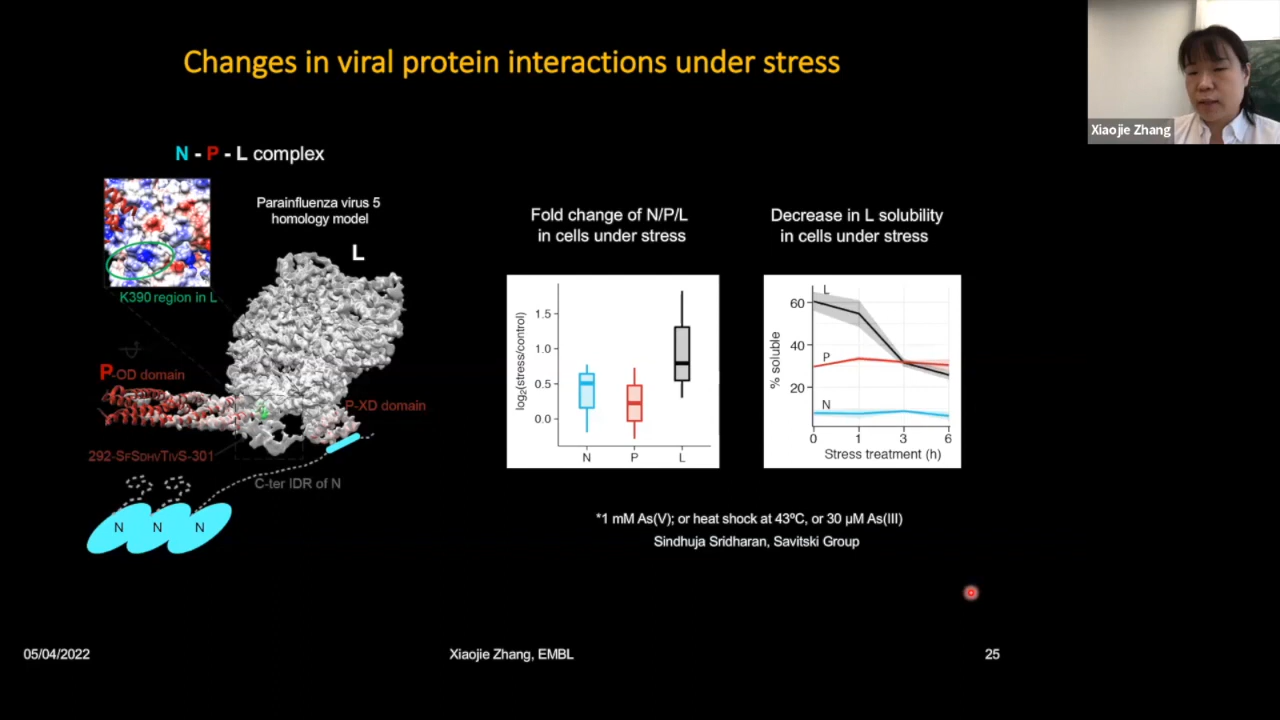 Changes in viral protein interactions under stress
Xiaojie Zhang
N - P - L complex
Parainfluenza virus 5
homology model
L
K390 region in L
P-OD domain
P-XD domain
292-SFSDHVTIVS-301
C-ter IDR of N
N N N
Fold change of N/P/L
in cells under stress
log2(stress/control)
1.5
1.0
0.5
0.0
N P L
Decrease in L solubility
in cells under stress
% soluble
60
40
20
L
P
N
0 1 3 6
Stress treatment (h)
*1 mM As(V); or heat shock at 43ºC, or 30 µM As(III)
Sindhuja Sridharan, Savitski Group
05/04/2022
Xiaojie Zhang, EMBL
25